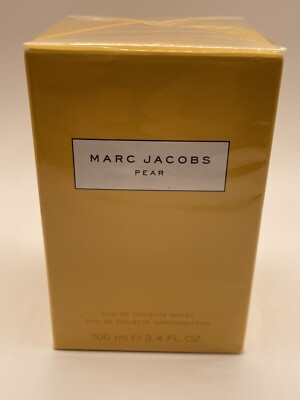 MARC JACOBS
PEAR
EAU DE TOILETTE SPRAY
EAU DE TOILETTE VAPORISATEUR
100 ml ℮ 3.4 FL.OZ.